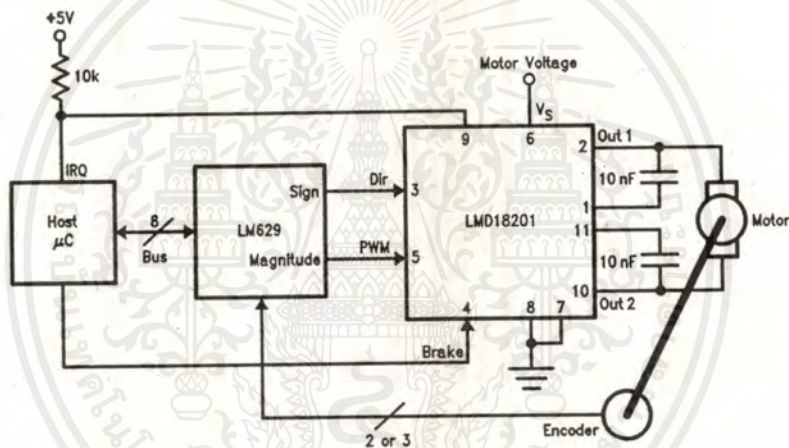 +5V
10k
Motor Voltage
VS
IRQ
9
6
Out 1
2
Host
μC
8
Bus
LM629
Sign
Dir
3
Magnitude
PWM
5
LMD18201
10 nF
1
11
10 nF
10
Out 2
Motor
4
8
7
Brake
2 or 3
Encoder